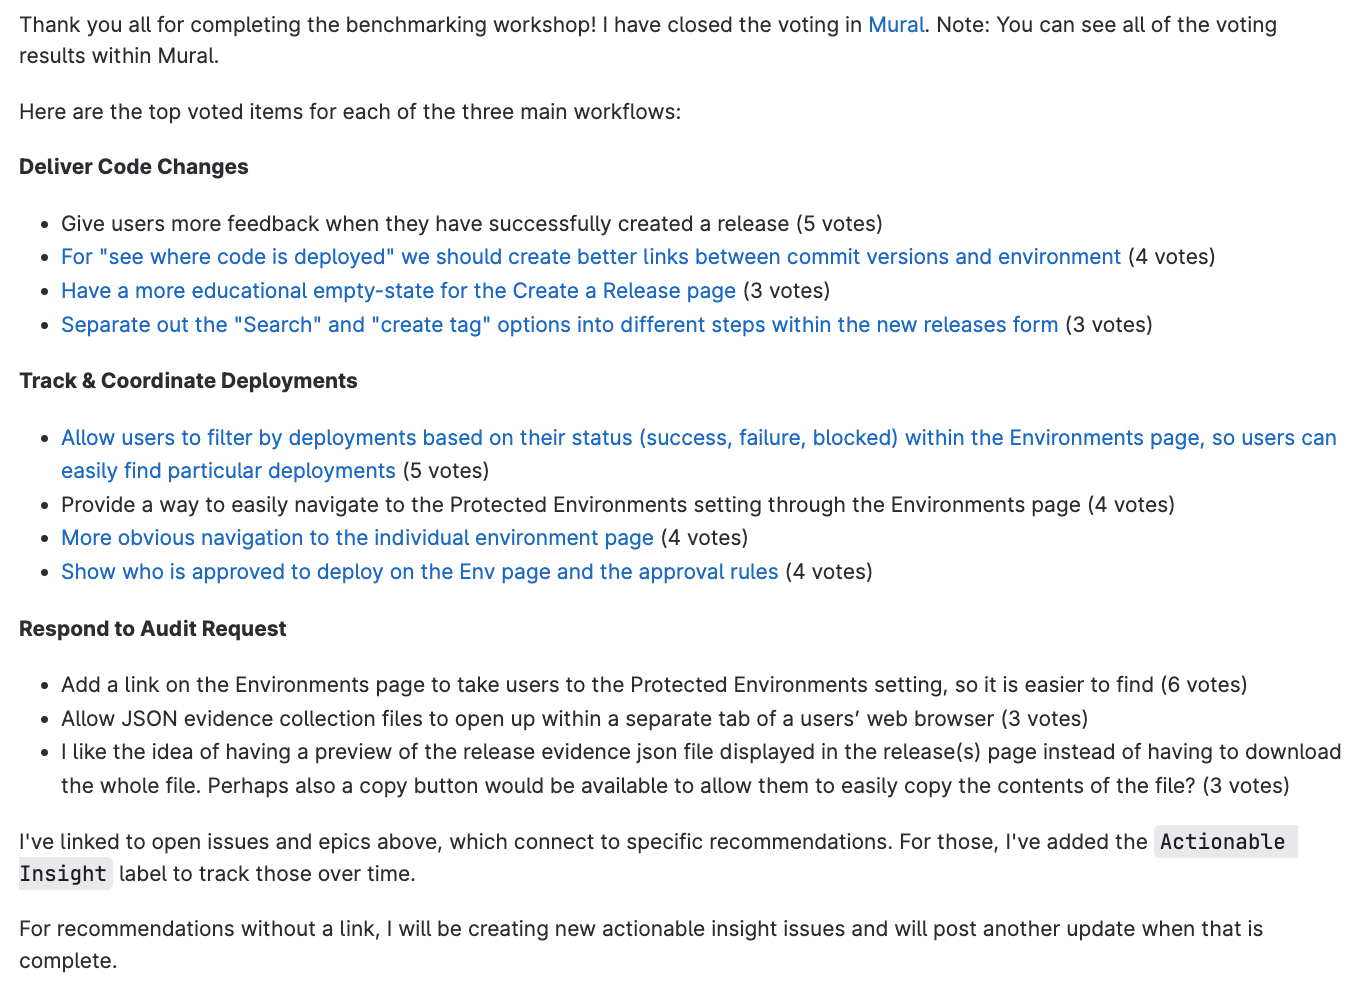 Thank you all for completing the benchmarking workshop! I have closed the voting in Mural. Note: You can see all of the voting
results within Mural.
Here are the top voted items for each of the three main workflows:
Deliver Code Changes
• Give users more feedback when they have successfully created a release (5 votes)
• For "see where code is deployed" we should create better links between commit versions and environment (4 votes)
• Have a more educational empty-state for the Create a Release page (3 votes)
• Separate out the "Search" and "create tag" options into different steps within the new releases form (3 votes)
Track & Coordinate Deployments
• Allow users to filter by deployments based on their status (success, failure, blocked) within the Environments page, so users can
easily find particular deployments (5 votes)
• Provide a way to easily navigate to the Protected Environments setting through the Environments page (4 votes)
• More obvious navigation to the individual environment page (4 votes)
• Show who is approved to deploy on the Env page and the approval rules (4 votes)
Respond to Audit Request
• Add a link on the Environments page to take users to the Protected Environments setting, so it is easier to find (6 votes)
• Allow JSON evidence collection files to open up within a separate tab of a users’ web browser (3 votes)
• I like the idea of having a preview of the release evidence json file displayed in the release(s) page instead of having to download
the whole file. Perhaps also a copy button would be available to allow them to easily copy the contents of the file? (3 votes)
I've linked to open issues and epics above, which connect to specific recommendations. For those, I've added the Actionable
Insight label to track those over time.
For recommendations without a link, I will be creating new actionable insight issues and will post another update when that is
complete.